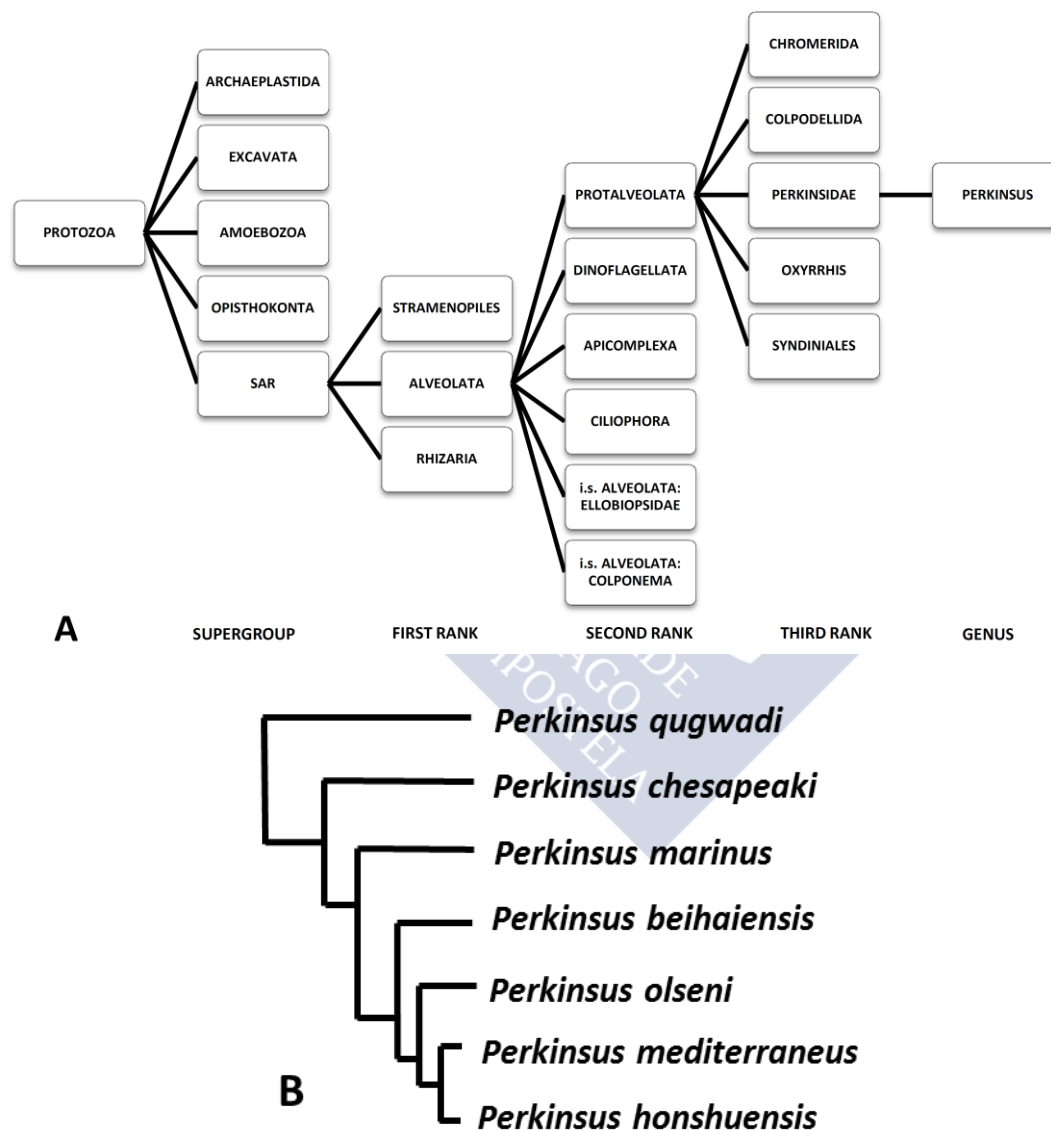 PROTOZOA
ARCHAEPLASTIDA
EXCAVATA
AMOEBOZOA
OPISTHOKONTA
SAR
STRAMENOPILES
ALVEOLATA
RHIZARIA
PROTALVEOLATA
DINOFLAGELLATA
APICOMPLEXA
CILIOPHORA
i.s. ALVEOLATA:
ELLOBIOPSIDAE
i.s. ALVEOLATA:
COLPONEMA
CHROMERIDA
COLPODELLIDA
PERKINSIDAE
OXYRRHIS
SYNDINIALES
PERKINSUS
A
SUPERGROUP
FIRST RANK
SECOND RANK
THIRD RANK
GENUS
Perkinsus qugwadi
Perkinsus chesapeaki
Perkinsus marinus
Perkinsus beihaiensis
Perkinsus olseni
Perkinsus mediterraneus
Perkinsus honshuensis
B